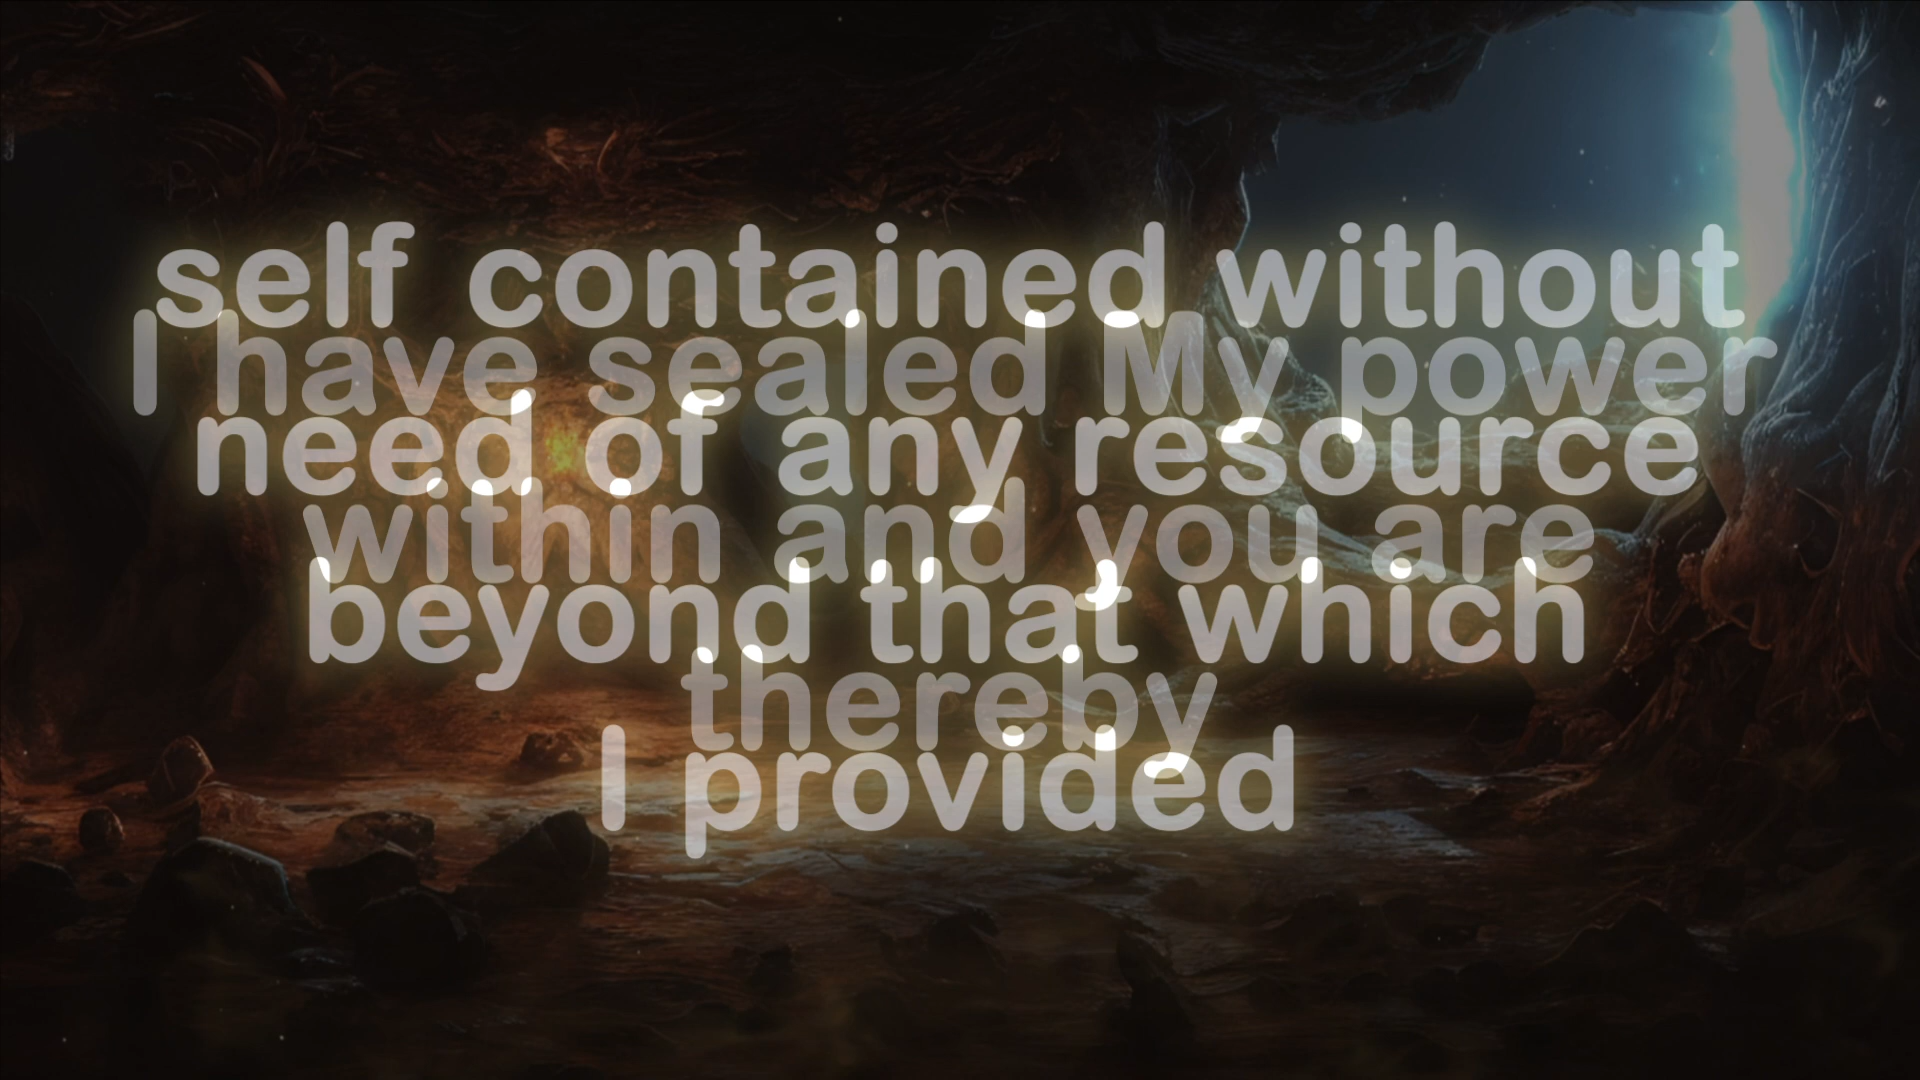 self contained without
I have sealed My power
need of any resource
within and you are
beyond that which
thereby
I provided